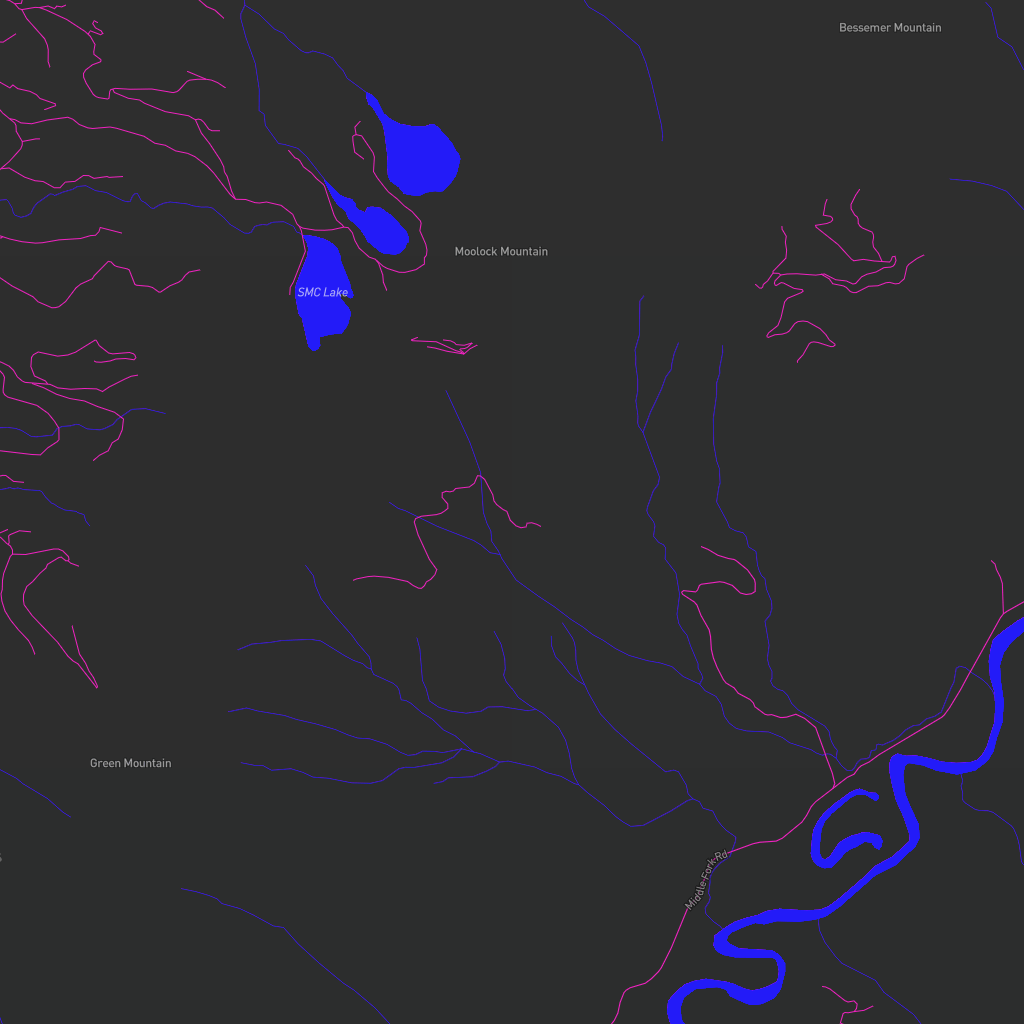 Bessemer Mountain
Moolock Mountain
SMC Lake
Green Mountain
Middle Fork Rd